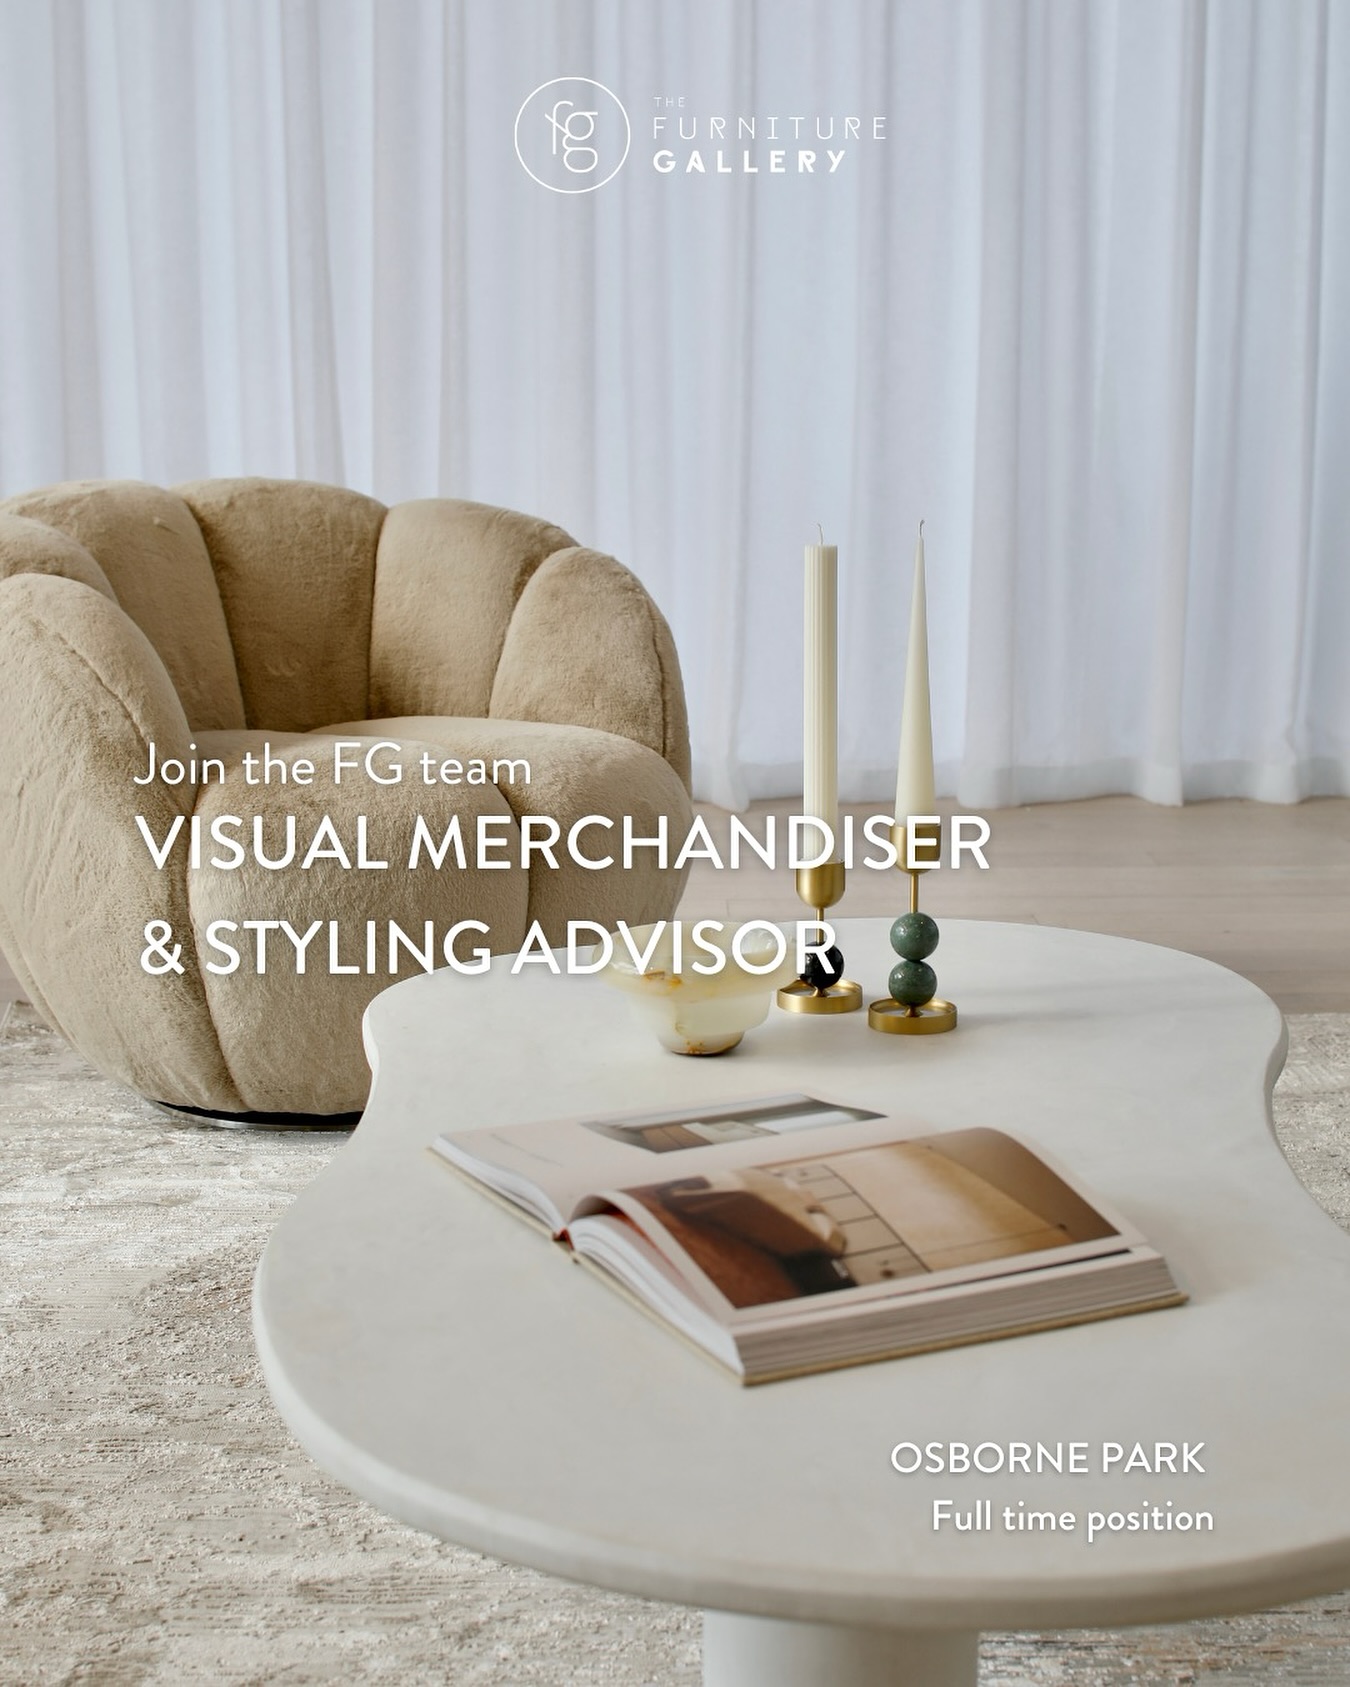 fg
THE
FURNITURE
GALLERY
Join the FG team
VISUAL MERCHANDISER
& STYLING ADVISOR
OSBORNE PARK
Full time position